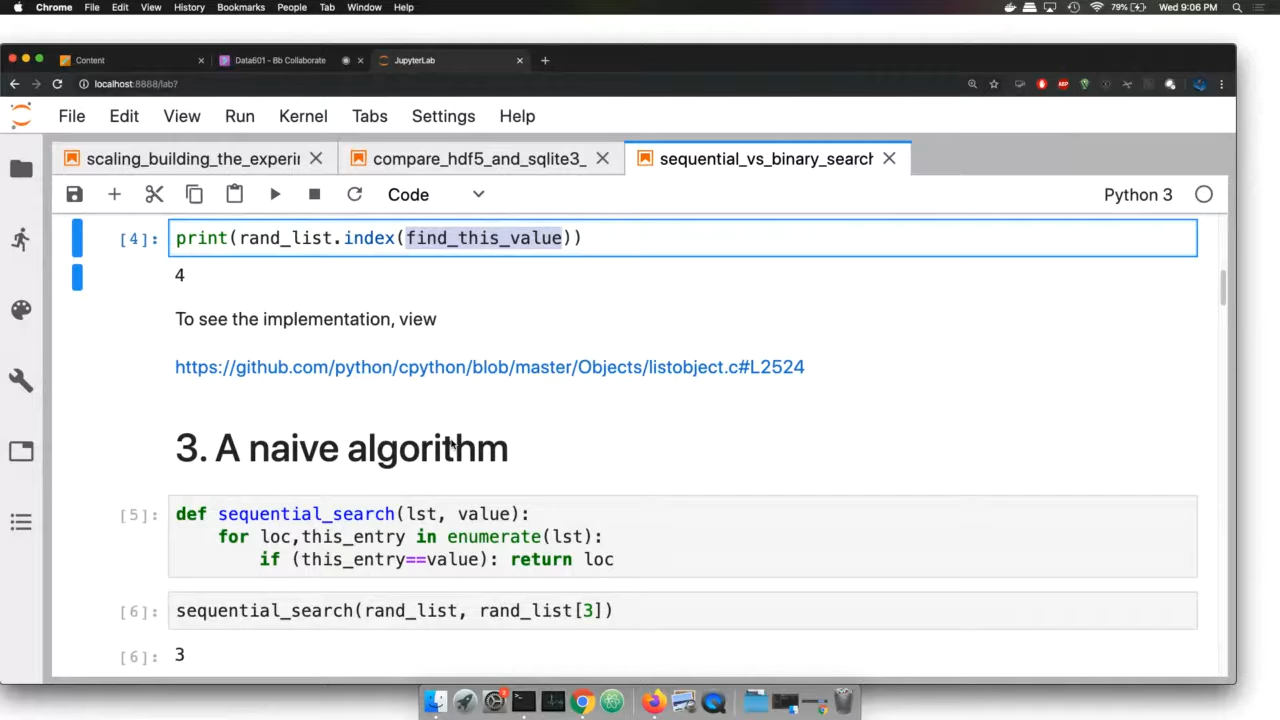 Chrome File Edit View History Bookmarks People Tab Window Help 79% Wed 9:06 PM
Content Data601 - Bb Collaborate JupyterLab
localhost:8888/lab?
File Edit View Run Kernel Tabs Settings Help
scaling_building_the_experin compare_hdf5_and_sqlite3_ sequential_vs_binary_search
Code Python 3
[4]: print(rand_list.index(find_this_value))
4
To see the implementation, view
https://github.com/python/cpython/blob/master/Objects/listobject.c#L2524
3. A naive algorithm
[5]: def sequential_search(lst, value):
for loc,this_entry in enumerate(lst):
if (this_entry==value): return loc
[6]: sequential_search(rand_list, rand_list[3])
[6]: 3